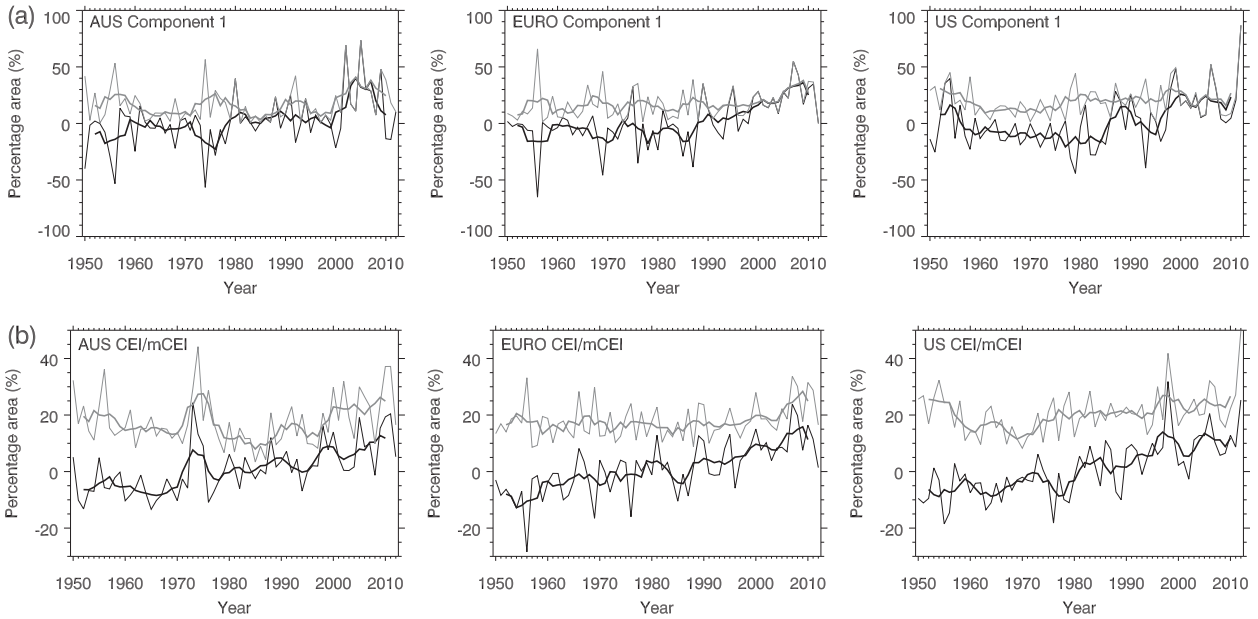 (a)
AUS Component 1
EURO Component 1
US Component 1
Percentage area (%)
100
50
0
-50
-100
1950 1960 1970 1980 1990 2000 2010
Year
Percentage area (%)
100
50
0
-50
-100
1950 1960 1970 1980 1990 2000 2010
Year
Percentage area (%)
100
50
0
-50
-100
1950 1960 1970 1980 1990 2000 2010
Year
(b)
AUS CEI/mCEI
EURO CEI/mCEI
US CEI/mCEI
Percentage area (%)
40
20
0
-20
1950 1960 1970 1980 1990 2000 2010
Year
Percentage area (%)
40
20
0
-20
1950 1960 1970 1980 1990 2000 2010
Year
Percentage area (%)
40
20
0
-20
1950 1960 1970 1980 1990 2000 2010
Year